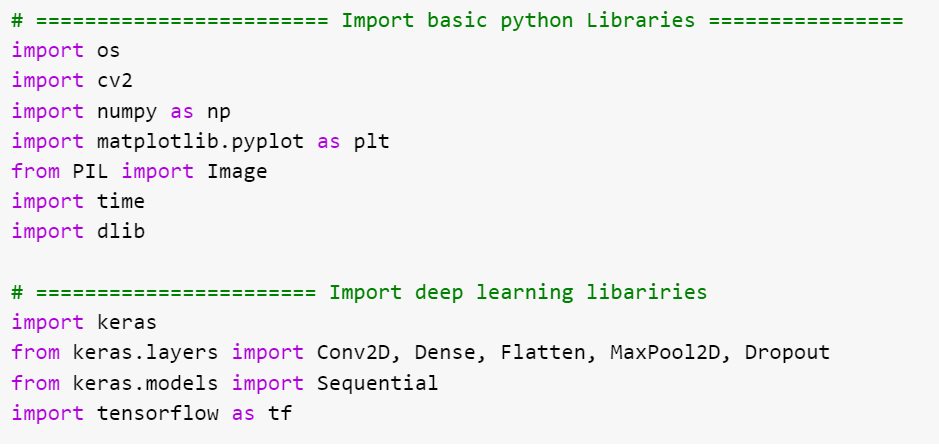 # ======================== Import basic python Libraries ================
import os
import cv2
import numpy as np
import matplotlib.pyplot as plt
from PIL import Image
import time
import dlib
# ======================= Import deep learning libariries
import keras
from keras.layers import Conv2D, Dense, Flatten, MaxPool2D, Dropout
from keras.models import Sequential
import tensorflow as tf